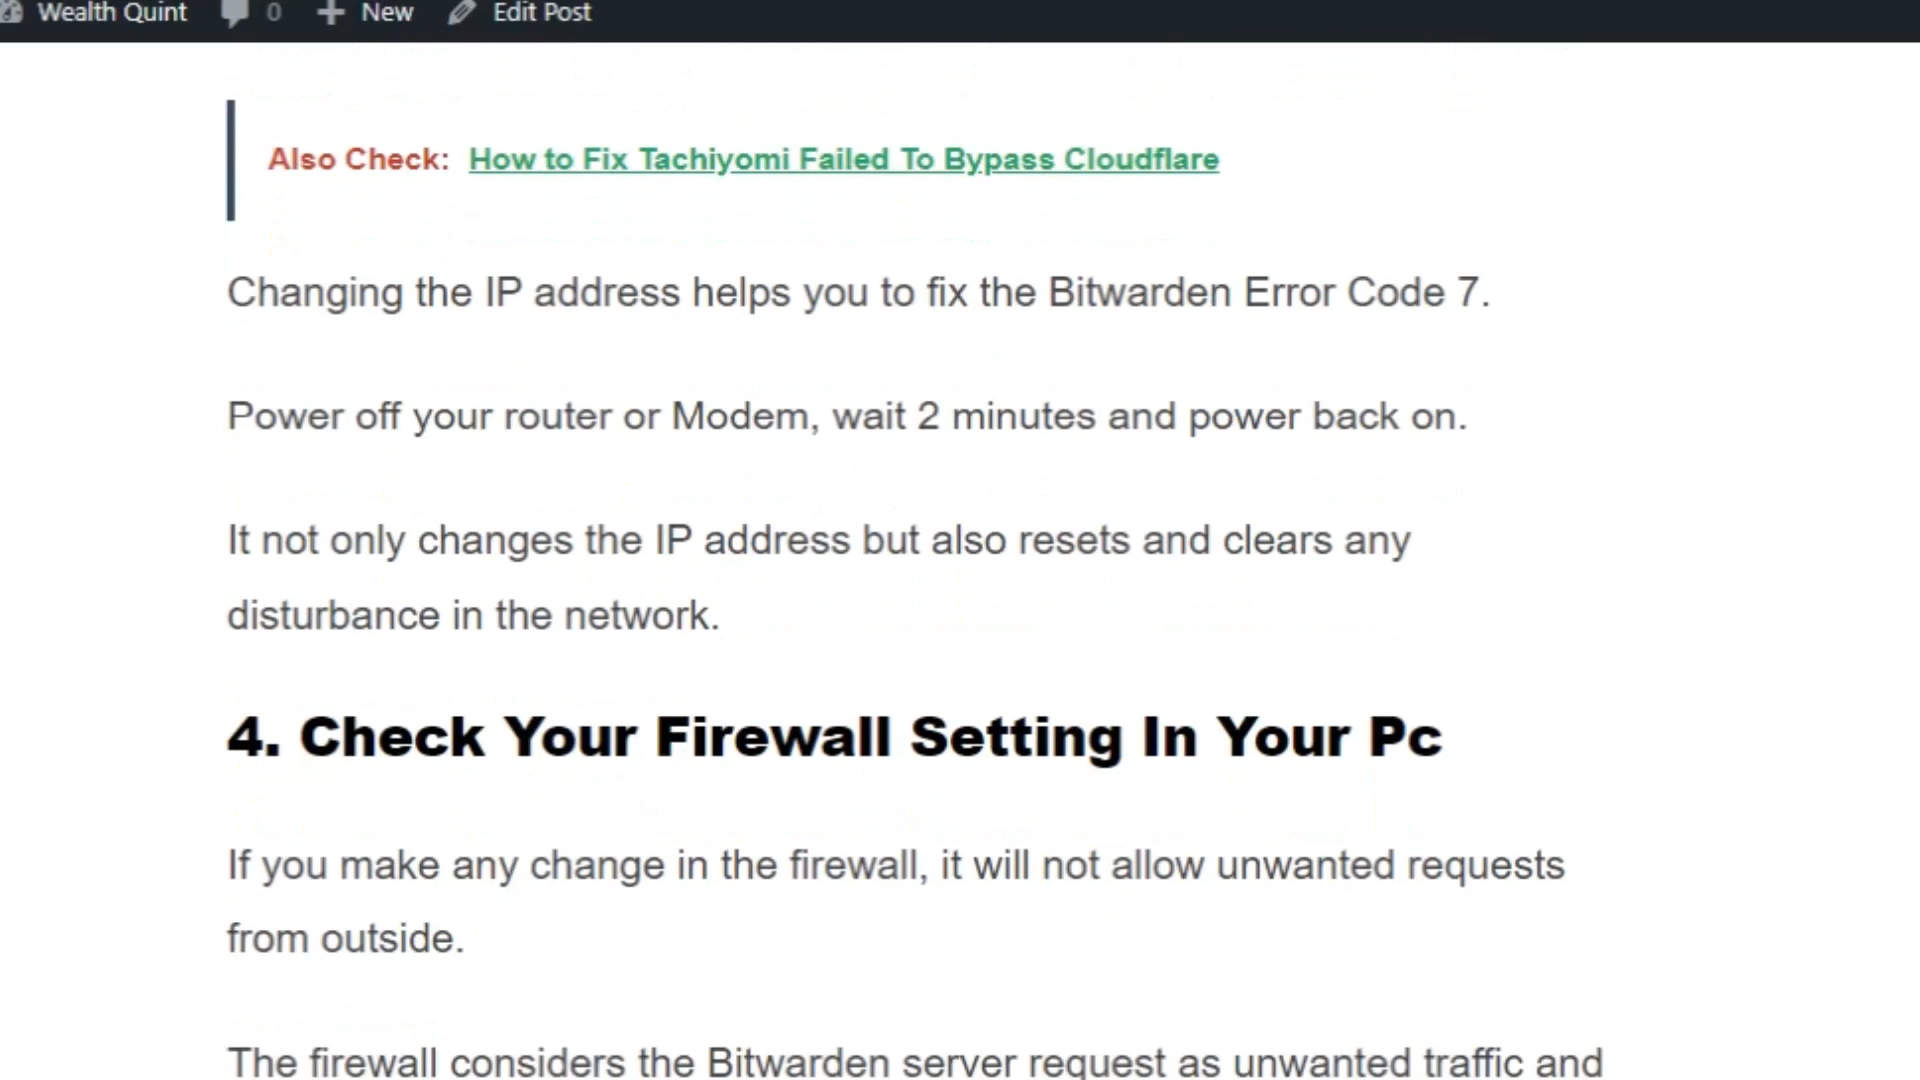 Wealth Quint 0 New Edit Post
Also Check: How to Fix Tachiyomi Failed To Bypass Cloudflare
Changing the IP address helps you to fix the Bitwarden Error Code 7.
Power off your router or Modem, wait 2 minutes and power back on.
It not only changes the IP address but also resets and clears any
disturbance in the network.
4. Check Your Firewall Setting In Your Pc
If you make any change in the firewall, it will not allow unwanted requests
from outside.
The firewall considers the Bitwarden server request as unwanted traffic and